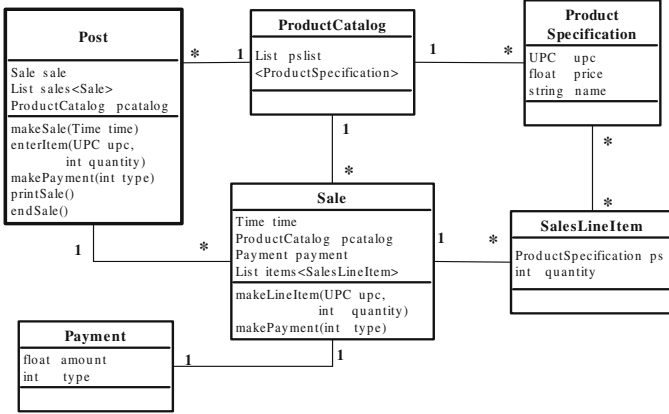 Post
Sale sale
List sales<Sale>
ProductCatalog pcatalog
makeSale(Time time)
enterItem(UPC upc,
int quantity)
makePayment(int type)
printSale()
endSale()
*
1
ProductCatalog
List pslist
<ProductSpecification>
1
*
Product
Specification
UPC upc
float price
string name
1
*
*
*
1
*
Sale
Time time
ProductCatalog pcatalog
Payment payment
List items<SalesLineItem>
makeLineItem(UPC upc,
int quantity)
makePayment(int type)
1
*
SalesLineItem
ProductSpecification ps
int quantity
Payment
float amount
int type
1
1